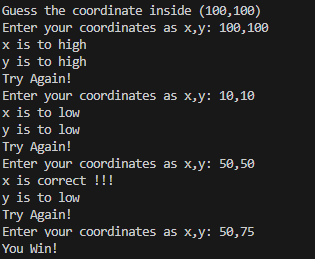 Guess the coordinate inside (100,100)
Enter your coordinates as x,y: 100,100
x is to high
y is to high
Try Again!
Enter your coordinates as x,y: 10,10
x is to low
y is to low
Try Again!
Enter your coordinates as x,y: 50,50
x is correct !!!
y is to low
Try Again!
Enter your coordinates as x,y: 50,75
You Win!